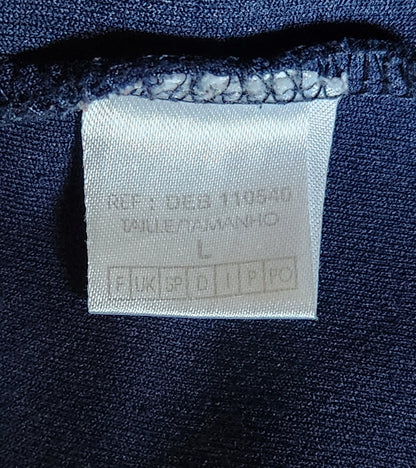 REF : DEB 110540
TAILLE/TAMANHO
L
F UK SP D I P PO